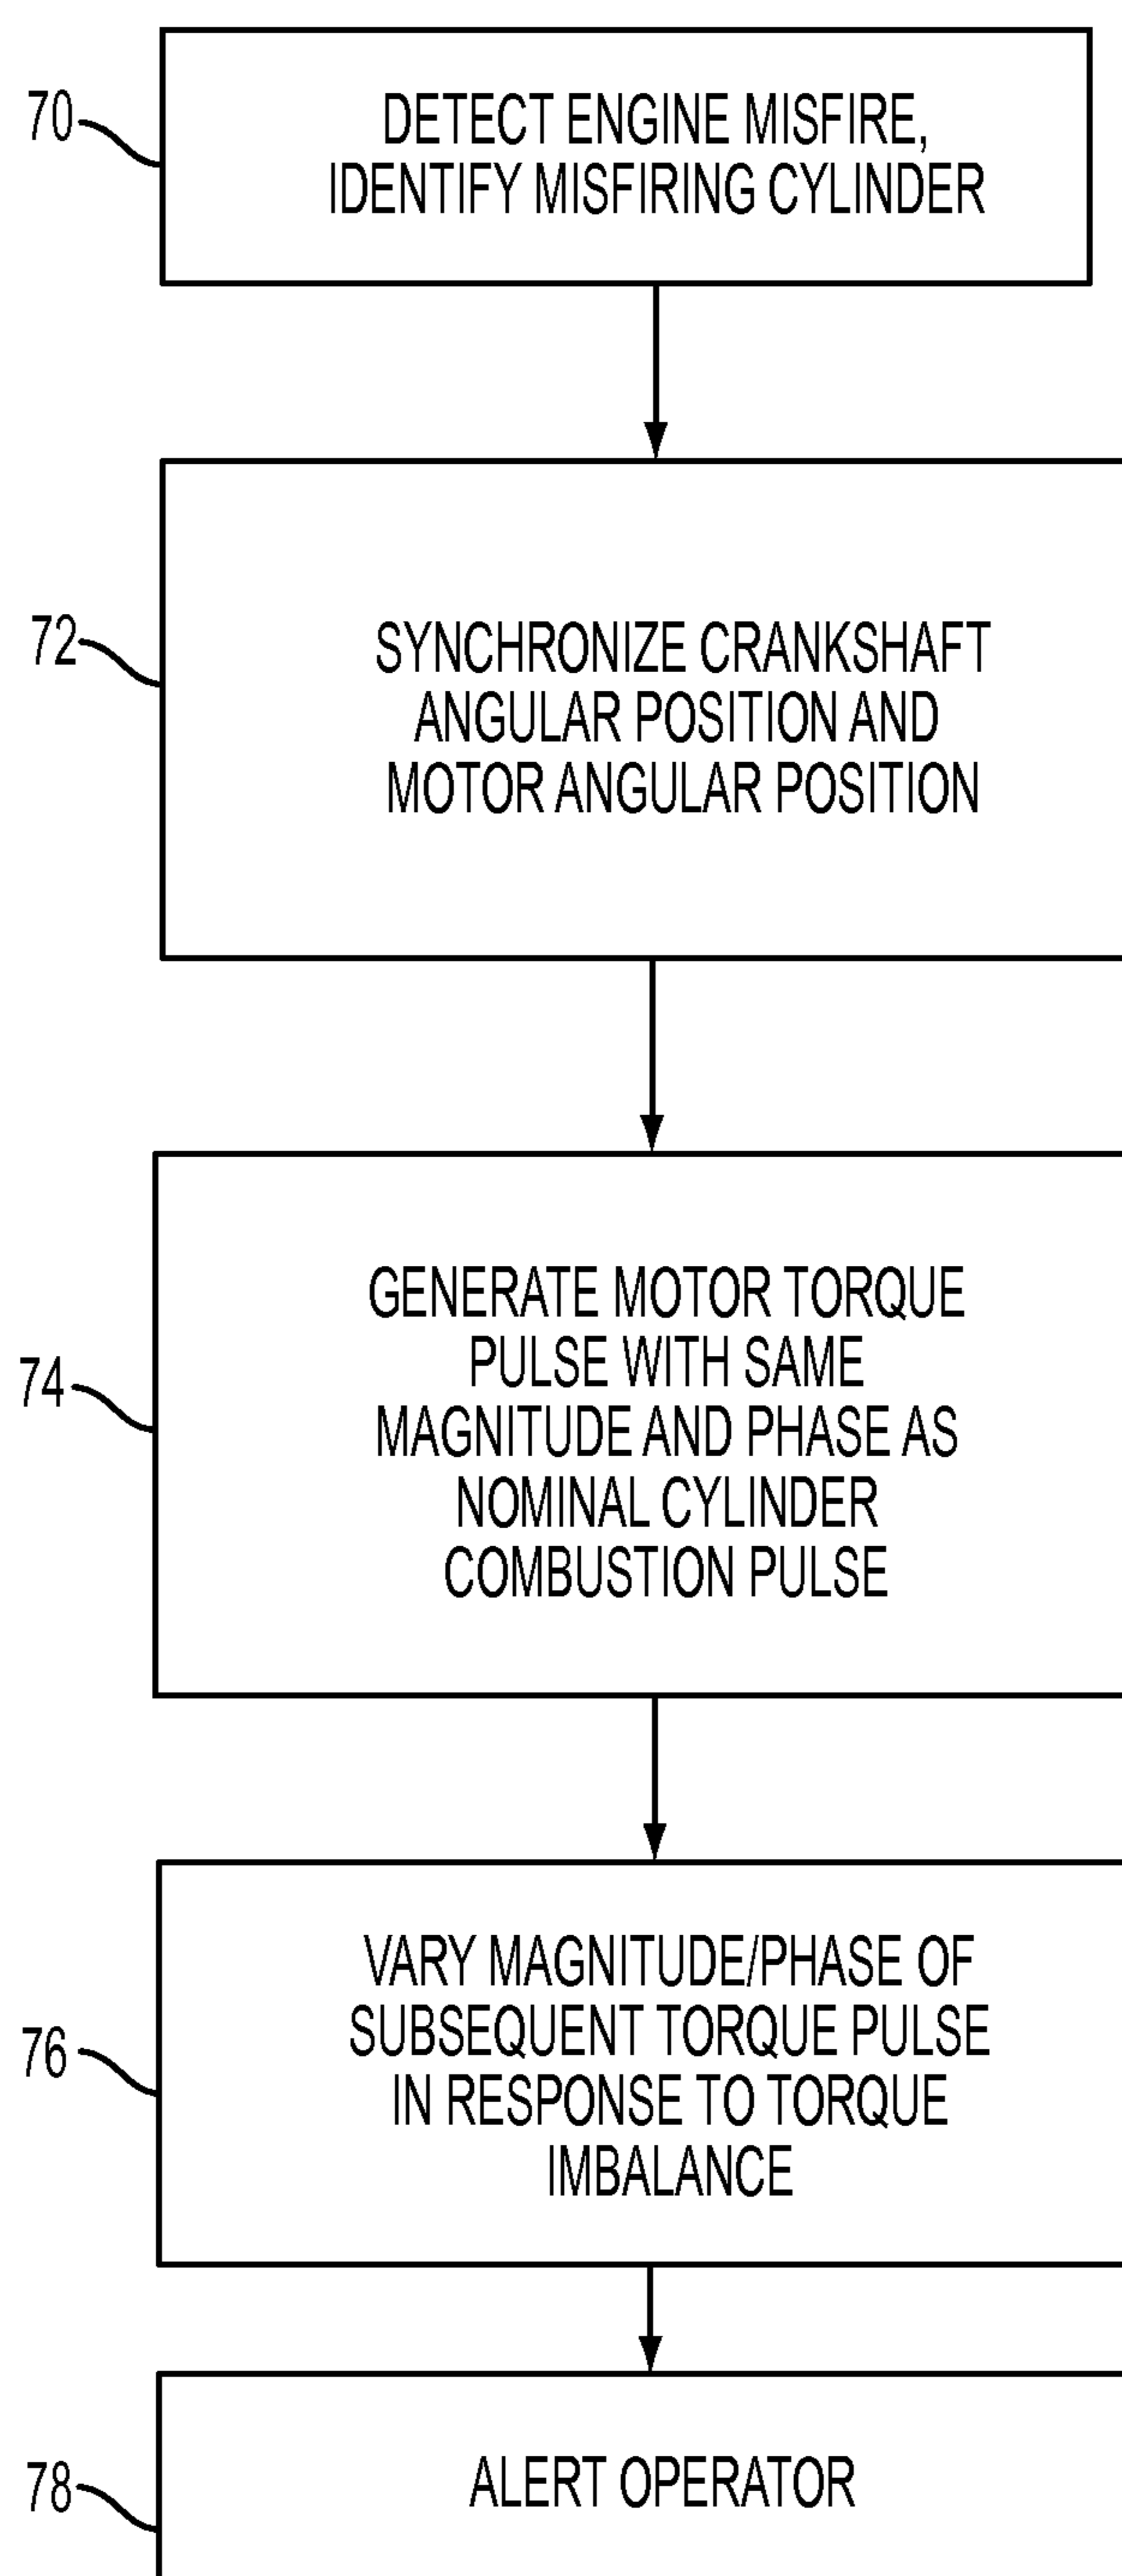 70
DETECT ENGINE MISFIRE,
IDENTIFY MISFIRING CYLINDER
72
SYNCHRONIZE CRANKSHAFT
ANGULAR POSITION AND
MOTOR ANGULAR POSITION
74
GENERATE MOTOR TORQUE
PULSE WITH SAME
MAGNITUDE AND PHASE AS
NOMINAL CYLINDER
COMBUSTION PULSE
76
VARY MAGNITUDE/PHASE OF
SUBSEQUENT TORQUE PULSE
IN RESPONSE TO TORQUE
IMBALANCE
78
ALERT OPERATOR